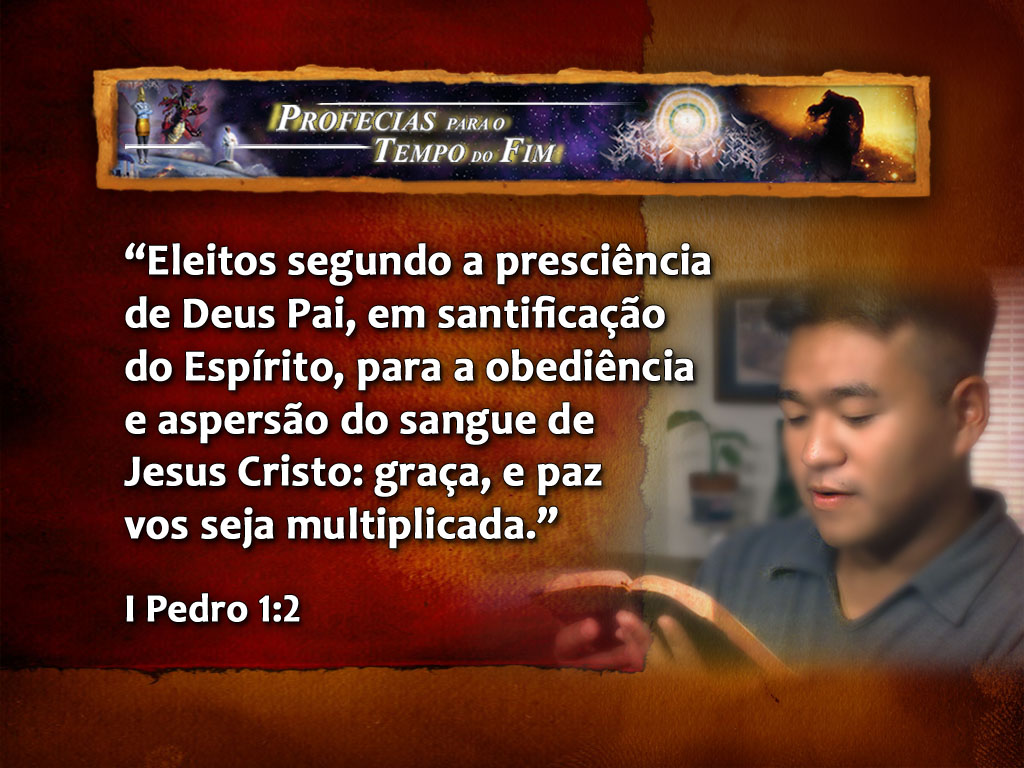 PROFECIAS PARA O
TEMPO DO FIM
“Eleitos segundo a presciência
de Deus Pai, em santificação
do Espírito, para a obediência
e aspersão do sangue de
Jesus Cristo: graça, e paz
vos seja multiplicada.”
I Pedro 1:2